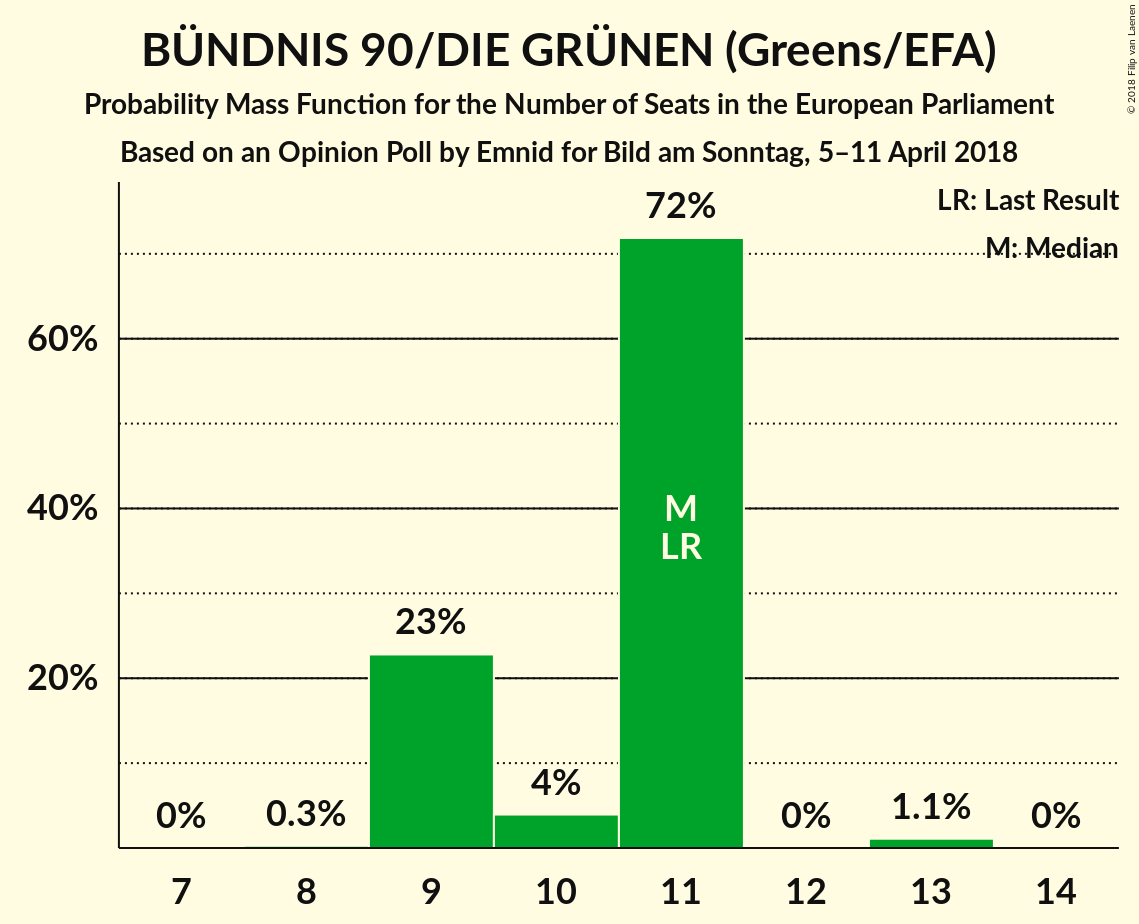 BÜNDNIS 90/DIE GRÜNEN (Greens/EFA)
Probability Mass Function for the Number of Seats in the European Parliament
Based on an Opinion Poll by Emnid for Bild am Sonntag, 5–11 April 2018
© 2018 Filip van Laenen
LR: Last Result
M: Median
60%
40%
20%
0%
0.3%
23%
4%
72%
M
LR
0%
1.1%
0%
7 8 9 10 11 12 13 14